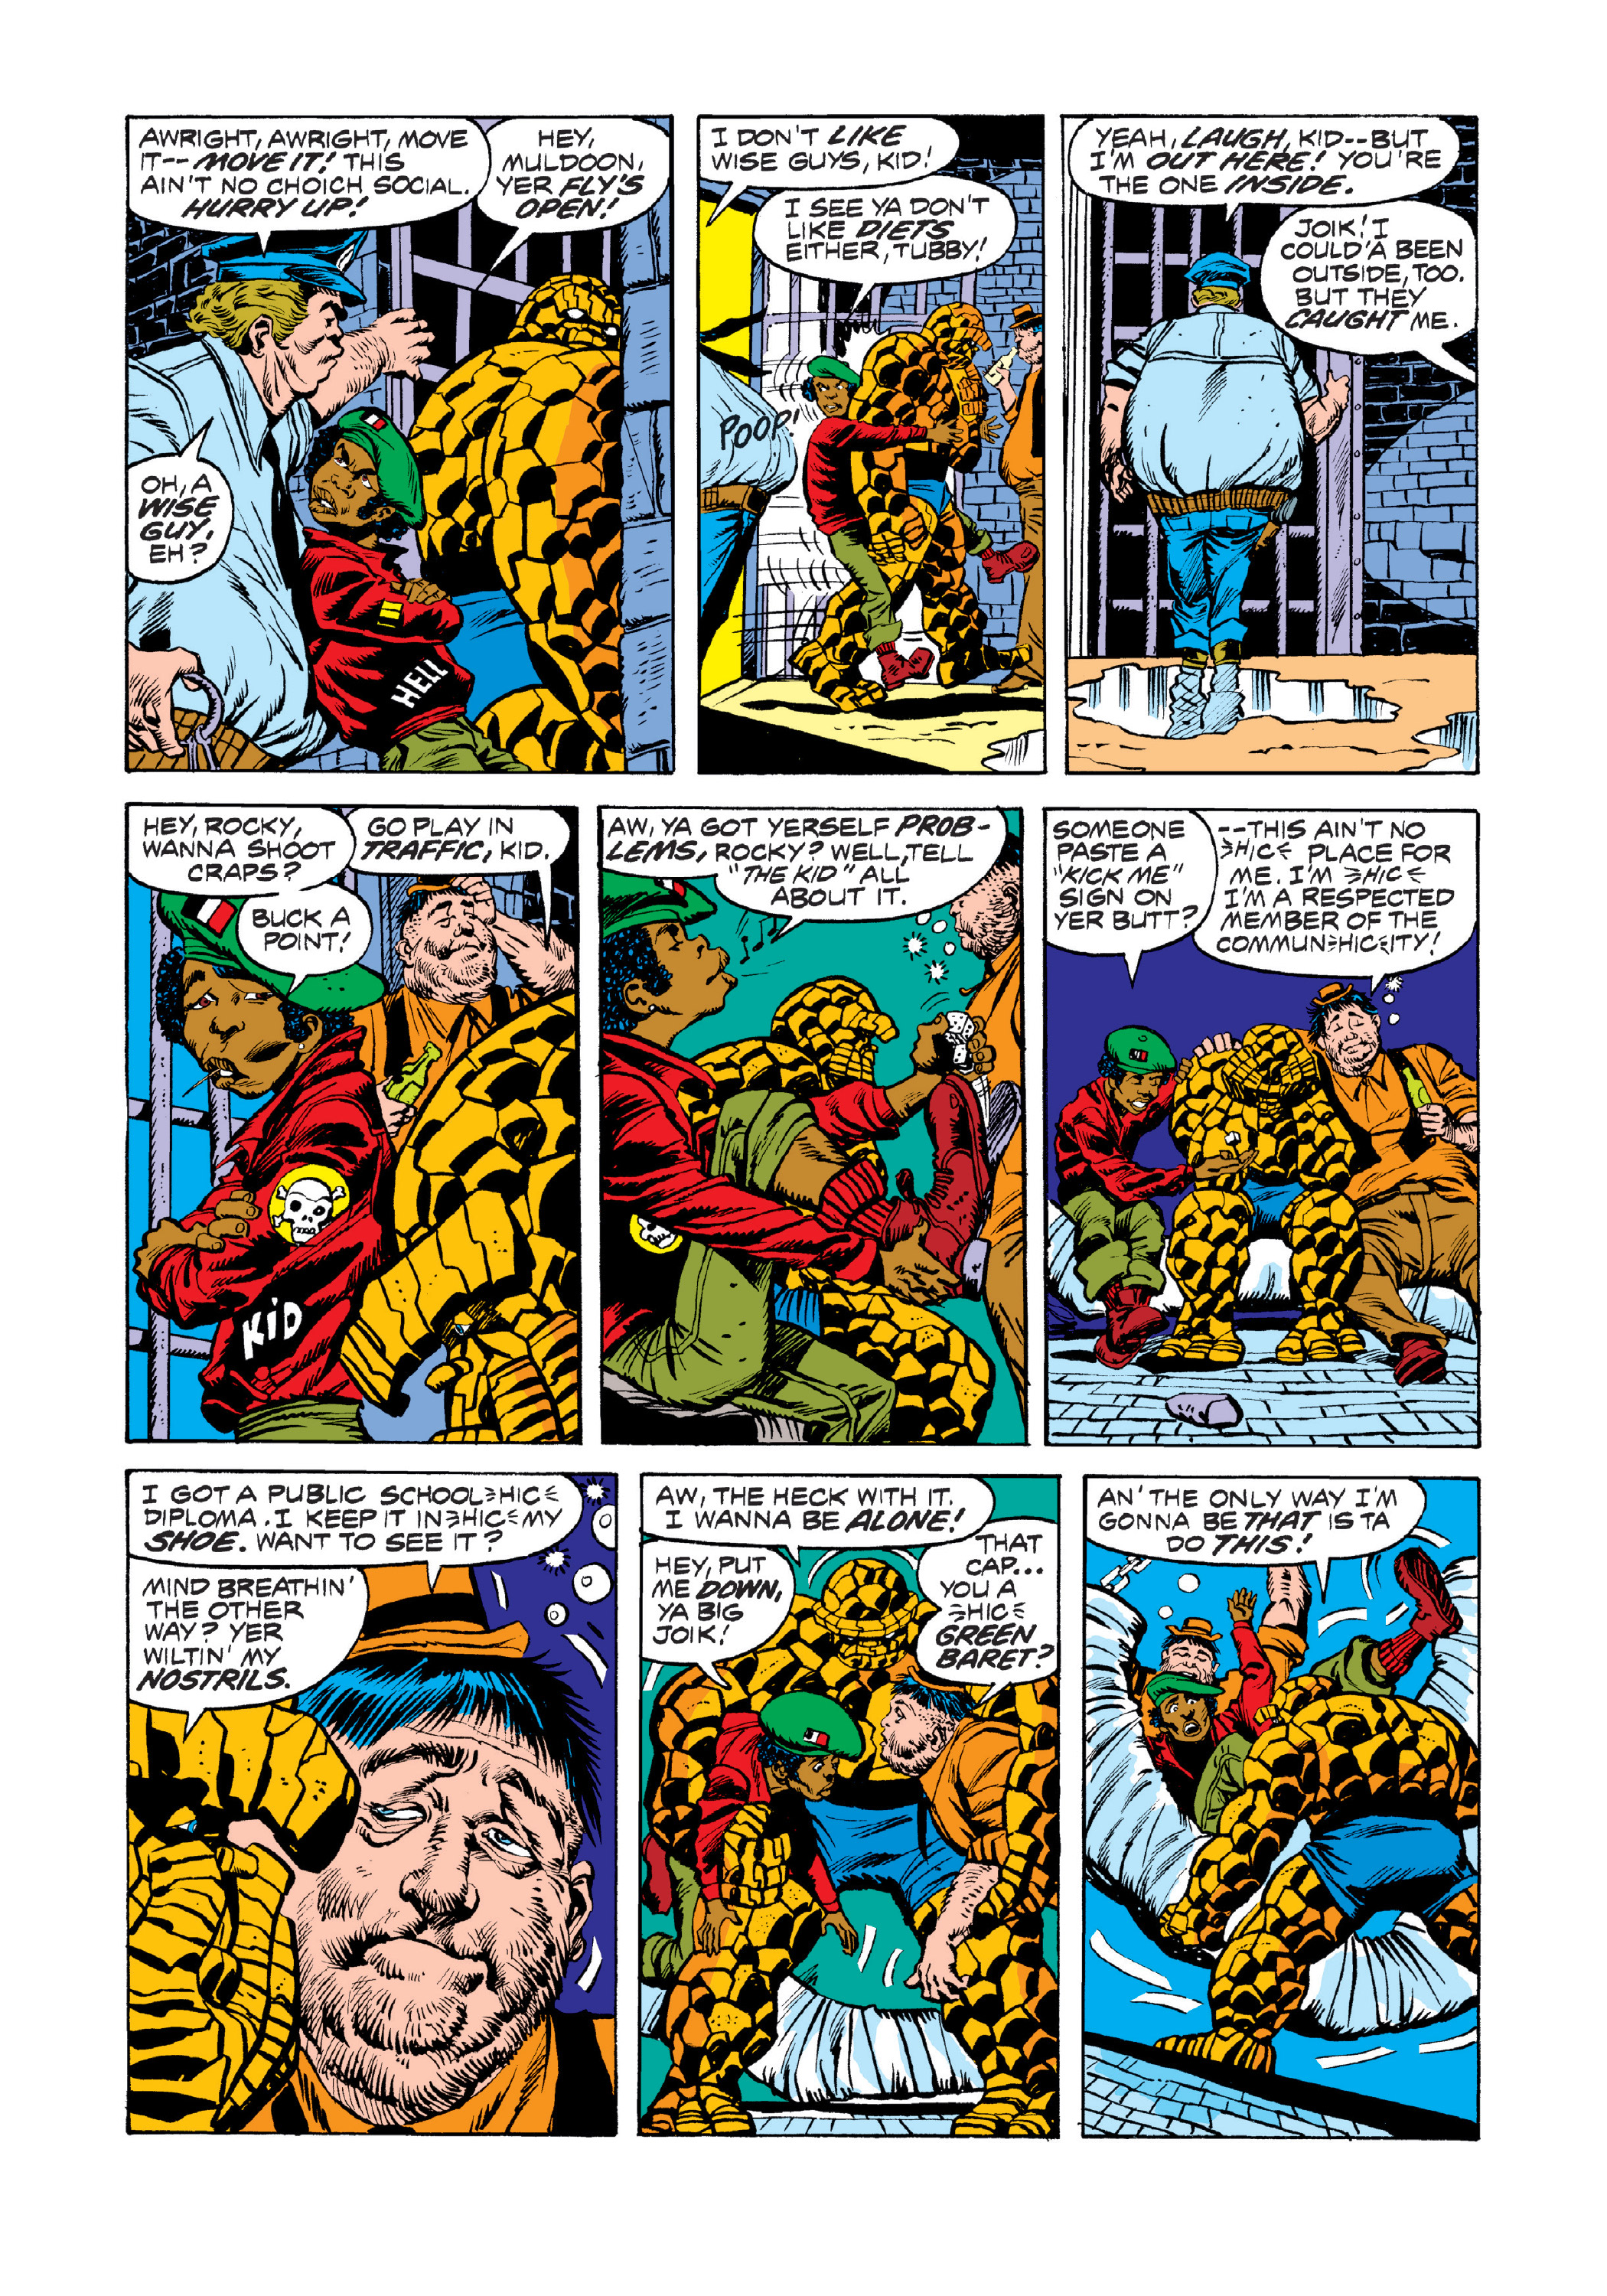 AWRIGHT, AWRIGHT, MOVE
IT-- MOVE IT! THIS
AIN'T NO CHOICH SOCIAL.
HURRY UP!
HEY,
MULDOON,
YER FLY'S
OPEN!
OH, A
WISE
GUY,
EH?
HELL
I DON'T LIKE
WISE GUYS, KID!
I SEE YA DON'T
LIKE DIETS
EITHER, TUBBY!
POOP!
YEAH, LAUGH, KID--BUT
I'M OUT HERE! YOU'RE
THE ONE INSIDE.
JOIK! I
COULD'A BEEN
OUTSIDE, TOO.
BUT THEY
CAUGHT ME.
HEY, ROCKY,
WANNA SHOOT
CRAPS?
BUCK A
POINT!
GO PLAY IN
TRAFFIC, KID.
KiD
AW, YA GOT YERSELF PROB-
LEMS, ROCKY? WELL, TELL
"THE KID" ALL
ABOUT IT.
SOMEONE
PASTE A
"KICK ME"
SIGN ON
YER BUTT?
--THIS AIN'T NO
>HIC< PLACE FOR
ME. I'M >HIC<
I'M A RESPECTED
MEMBER OF THE
COMMUN>HIC<ITY!
I GOT A PUBLIC SCHOOL>HIC<
DIPLOMA. I KEEP IT IN>HIC<MY
SHOE. WANT TO SEE IT?
MIND BREATHIN'
THE OTHER
WAY? YER
WILTIN' MY
NOSTRILS.
AW, THE HECK WITH IT.
I WANNA BE ALONE!
HEY, PUT
ME DOWN,
YA BIG
JOIK!
THAT
CAP...
YOU A
>HIC<
GREEN
BARET?
AN' THE ONLY WAY I'M
GONNA BE THAT IS TA
DO THIS!